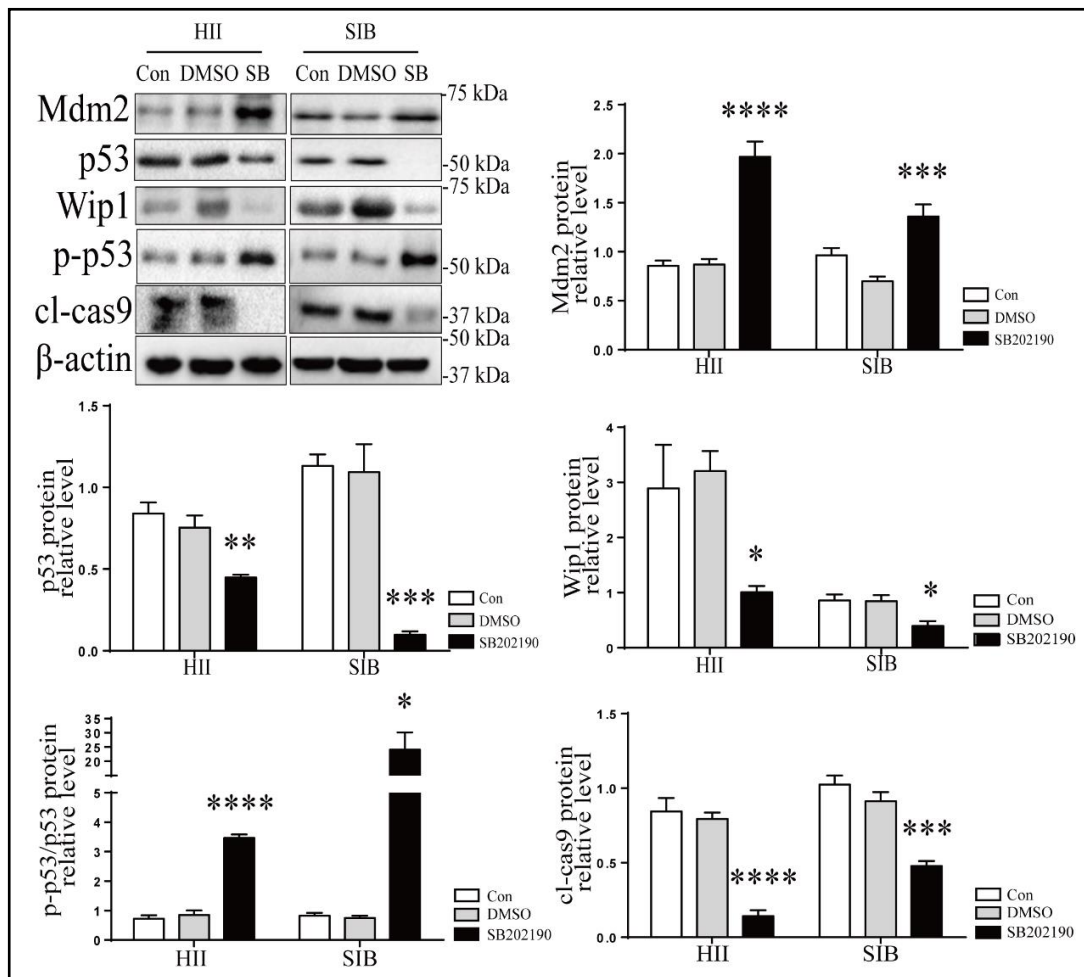 HII SIB
Con DMSO SB Con DMSO SB
Mdm2 -75 kDa
p53 -50 kDa
Wip1 -75 kDa
p-p53 -50 kDa
cl-cas9 -37 kDa
-50 kDa
β-actin -37 kDa
Mdm2 protein
relative level
2.5
2.0
1.5
1.0
0.5
0.0
**** ***
HII SIB
Con
DMSO
SB202190
p53 protein
relative level
1.5
1.0
0.5
0.0
** ***
HII SIB
Con
DMSO
SB202190
Wip1 protein
relative level
4
3
2
1
0
* *
HII SIB
Con
DMSO
SB202190
p-p53/p53 protein
relative level
35
30
25
20
5
4
3
2
1
0
**** *
HII SIB
Con
DMSO
SB202190
cl-cas9 protein
relative level
1.5
1.0
0.5
0.0
**** ***
HII SIB
Con
DMSO
SB202190